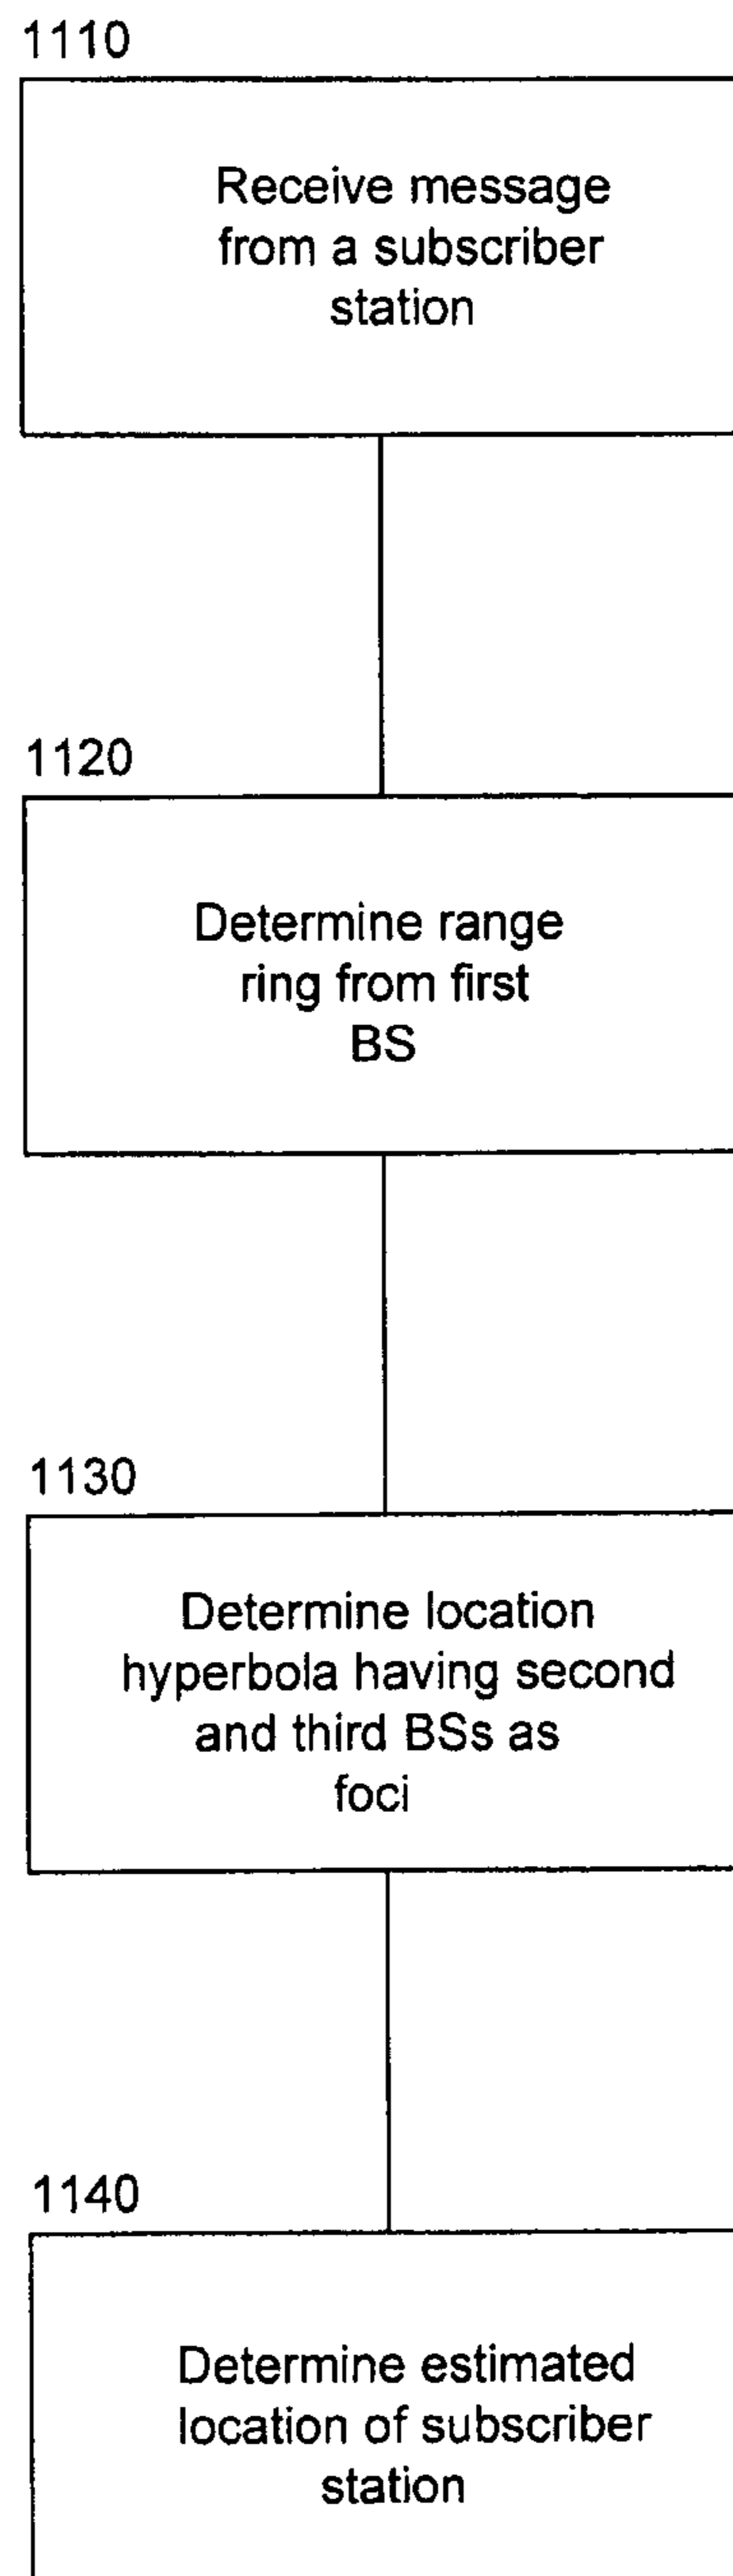 1110
Receive message
from a subscriber
station
1120
Determine range
ring from first
BS
1130
Determine location
hyperbola having second
and third BSs as
foci
1140
Determine estimated
location of subscriber
station